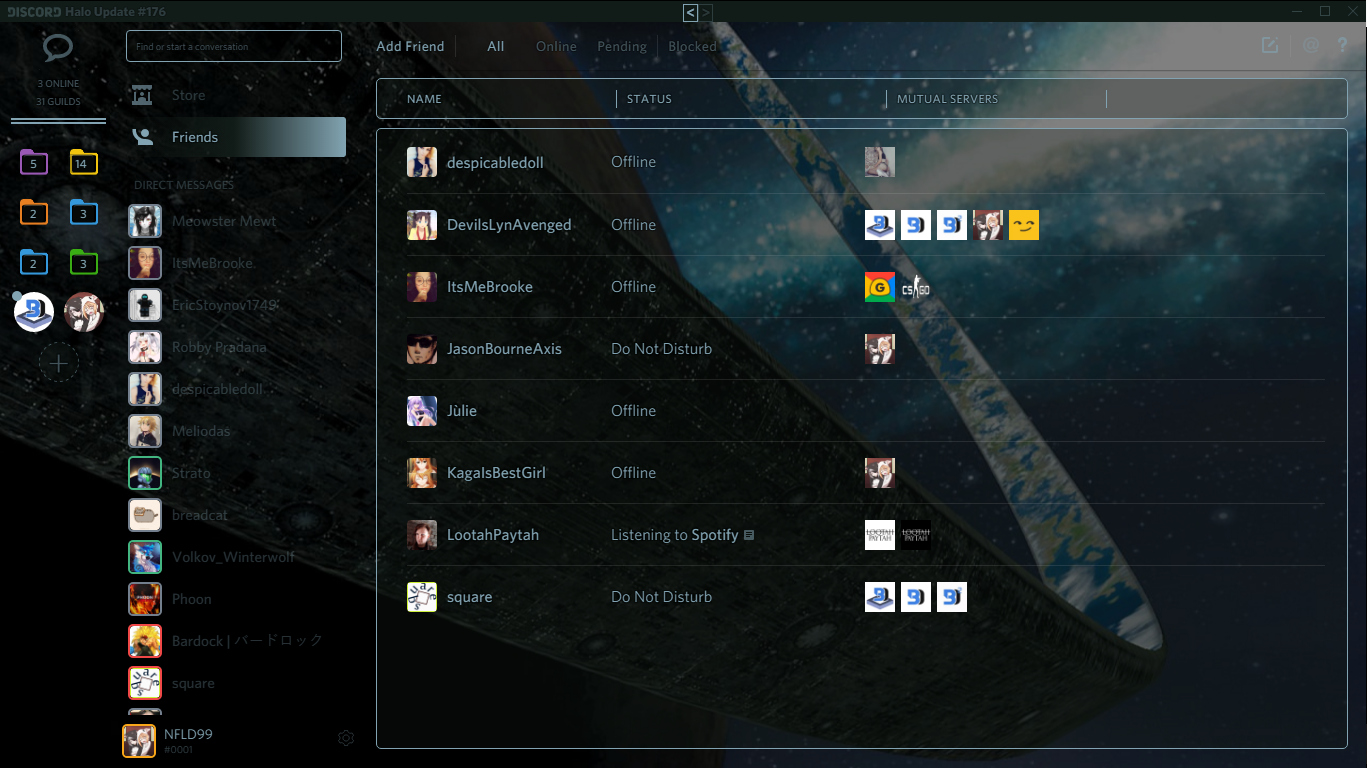 DISCORD Halo Update #176
< >
3 ONLINE
31 GUILDS
5 14
2 3
2 3
Find or start a conversation
Store
Friends
DIRECT MESSAGES
Meowster Mewt
ItsMeBrooke
EricStoynov1749
Robby Pradana
despicabledoll
Meliodas
Strato
breadcat
Volkov_Winterwolf
Phoon
Bardock | バードロック
square
NFLD99
#0001
Add Friend All Online Pending Blocked
@ ?
NAME STATUS MUTUAL SERVERS
despicabledoll Offline
DevilsLynAvenged Offline
ItsMeBrooke Offline G CS GO
JasonBourneAxis Do Not Disturb
Jùlie Offline
KagaIsBestGirl Offline
LootahPaytah Listening to Spotify LOOTAH PAYTAH LOOTAH PAYTAH
square Do Not Disturb